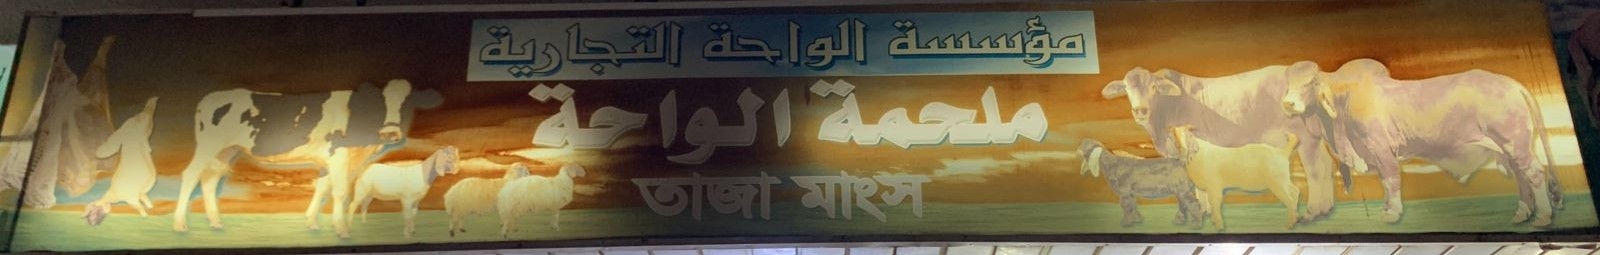 مؤسسة الواحة التجارية
ملحمة الواحة
তাজা মাংস